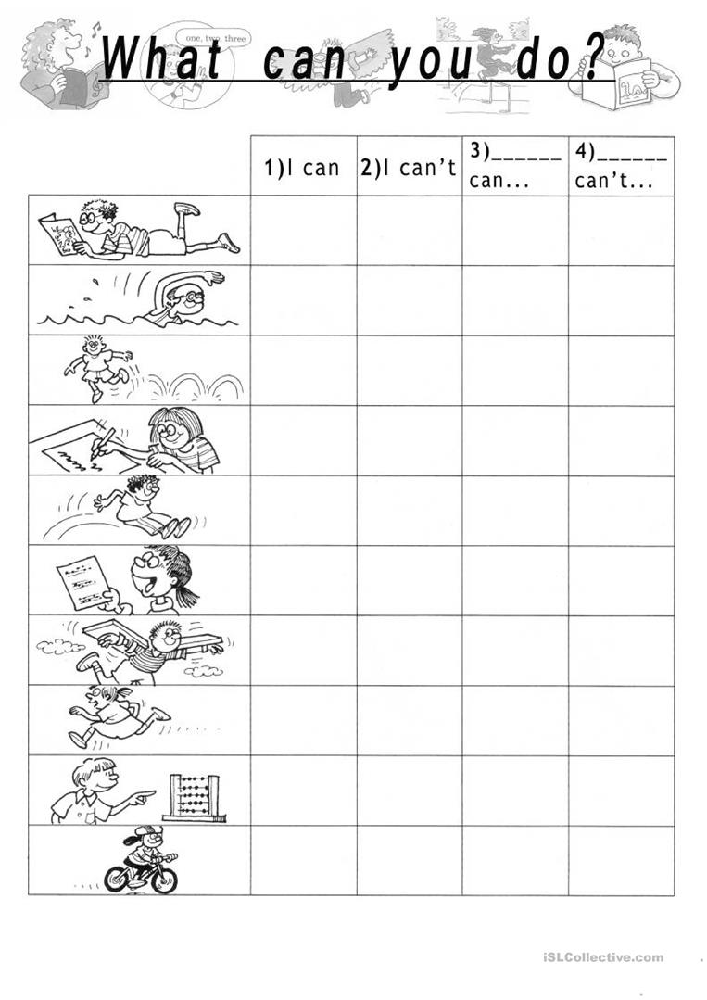 one, two, three
What can you do?
1)I can
2)I can't
3)______
can...
4)______
can't...
iSLCollective.com